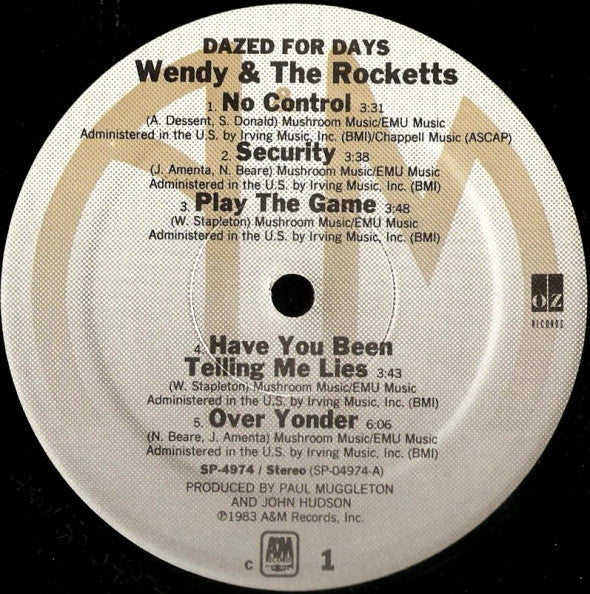 DAZED FOR DAYS
Wendy & The Rocketts
1. No Control 3:31
(A. Dessent, S. Donald) Mushroom Music/EMU Music
Administered in the U.S. by Irving Music, Inc. (BMI)/Chappell Music (ASCAP)
2. Security 3:38
(J. Amenta, N. Beare) Mushroom Music/EMU Music
Administered in the U.S. by Irving Music, Inc. (BMI)
3. Play The Game 3:48
(W. Stapleton) Mushroom Music/EMU Music
Administered in the U.S. by Irving Music, Inc. (BMI)
OZ
RECORDS
4. Have You Been
Telling Me Lies 3:43
(W. Stapleton) Mushroom Music/EMU Music
Administered in the U.S. by Irving Music, Inc. (BMI)
5. Over Yonder 6:06
(N. Beare, J. Amenta) Mushroom Music/EMU Music
Administered in the U.S. by Irving Music, Inc. (BMI)
SP-4974 / Stereo (SP-04974-A)
PRODUCED BY PAUL MUGGLETON
AND JOHN HUDSON
℗1983 A&M Records, Inc.
C A&M RECORDS 1